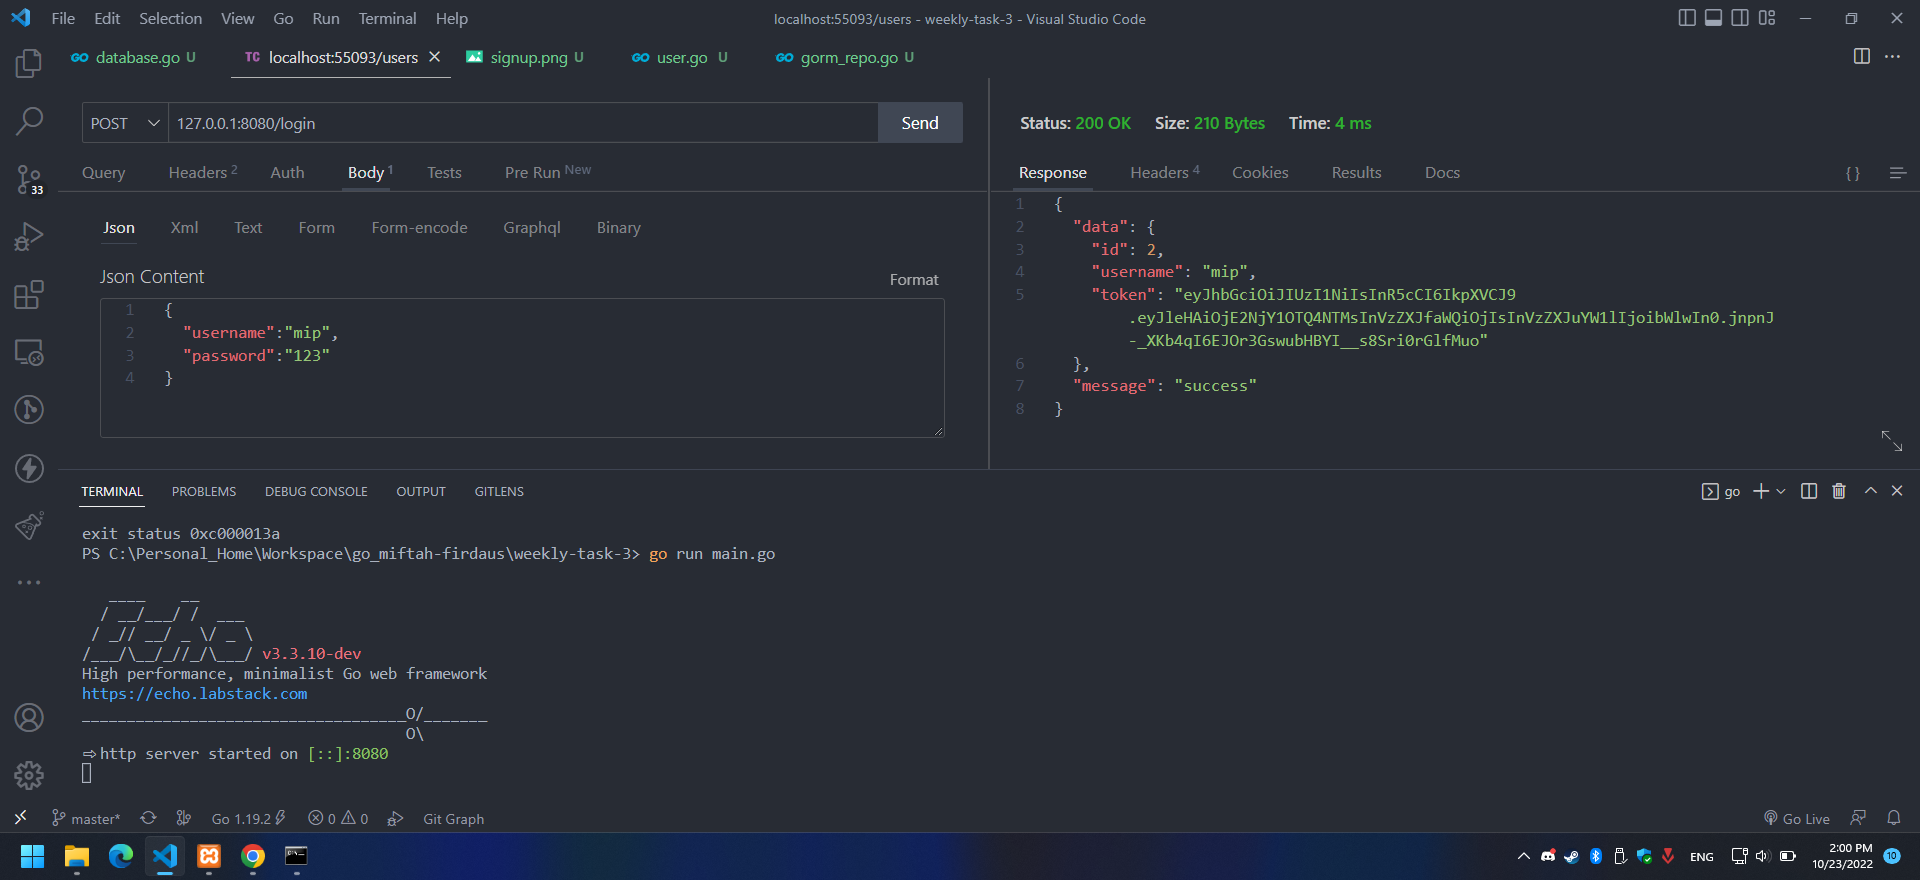 File Edit Selection View Go Run Terminal Help
localhost:55093/users - weekly-task-3 - Visual Studio Code
GO database.go U
TC localhost:55093/users
signup.png U
GO user.go U
GO gorm_repo.go U
POST 127.0.0.1:8080/login Send
Query Headers 2 Auth Body 1 Tests Pre Run New
Json Xml Text Form Form-encode Graphql Binary
Json Content
Format
1 {
2 "username":"mip",
3 "password":"123"
4 }
Status: 200 OK Size: 210 Bytes Time: 4 ms
Response Headers 4 Cookies Results Docs
{ }
1 {
2 "data": {
3 "id": 2,
4 "username": "mip",
5 "token": "eyJhbGciOiJIUzI1NiIsInR5cCI6IkpXVCJ9
.eyJleHAiOjE2NjY1OTQ4NTMsInVzZXJfaWQiOjIsInVzZXJuYW1lIjoibWlwIn0.jnpnJ
-_XKb4qI6EJOr3GswubHBYI__s8Sri0rGlfMuo"
6 },
7 "message": "success"
8 }
33
TERMINAL PROBLEMS DEBUG CONSOLE OUTPUT GITLENS
go
exit status 0xc000013a
PS C:\Personal_Home\Workspace\go_miftah-firdaus\weekly-task-3> go run main.go
   ____    __
  / __/___/ /  ___
 / _// __/ _ \/ _ \
/___/\__/_//_/\___/ v3.3.10-dev
High performance, minimalist Go web framework
https://echo.labstack.com
____________________________________O/_______
                                    O\
⇨ http server started on [::]:8080
master* Go 1.19.2 0 0 Git Graph
Go Live
ENG
2:00 PM
10/23/2022
10